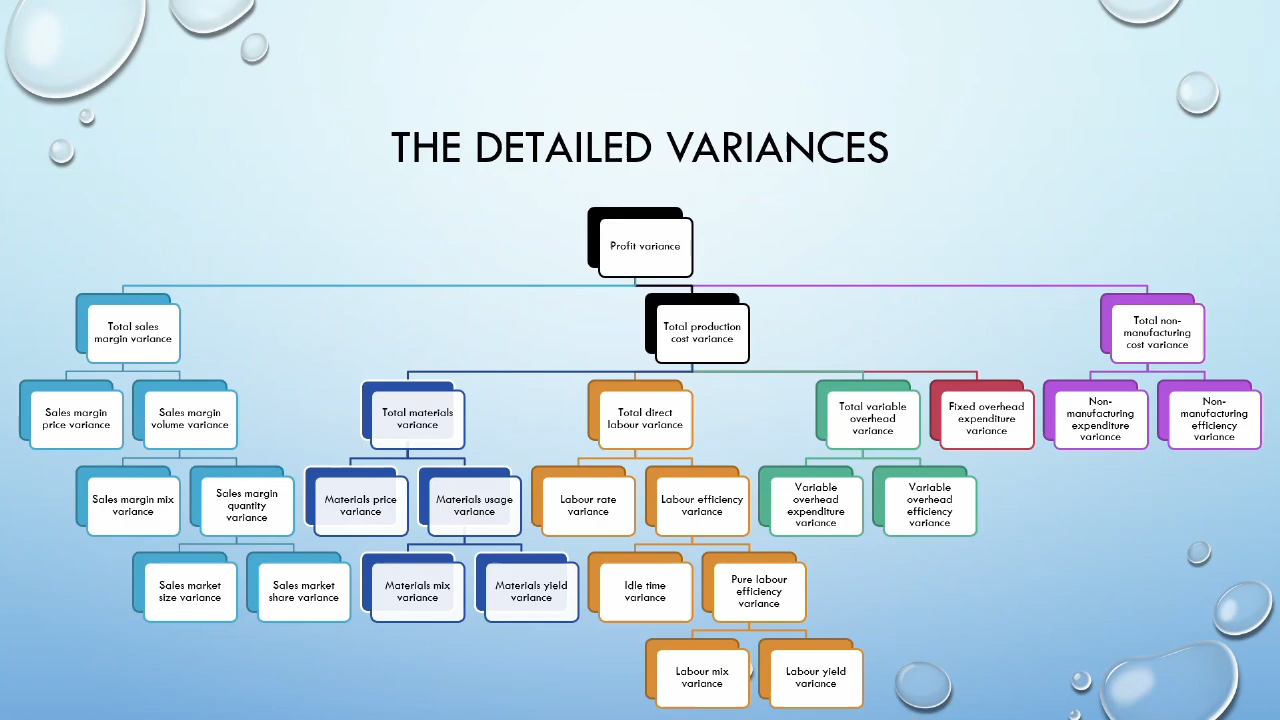 THE DETAILED VARIANCES
Profit variance
Total sales
margin variance
Total production
cost variance
Total non-
manufacturing
cost variance
Sales margin
price variance
Sales margin
volume variance
Total materials
variance
Total direct
labour variance
Total variable
overhead
variance
Fixed overhead
expenditure
variance
Non-
manufacturing
expenditure
variance
Non-
manufacturing
efficiency
variance
Sales margin mix
variance
Sales margin
quantity
variance
Materials price
variance
Materials usage
variance
Labour rate
variance
Labour efficiency
variance
Variable
overhead
expenditure
variance
Variable
overhead
efficiency
variance
Sales market
size variance
Sales market
share variance
Materials mix
variance
Materials yield
variance
Idle time
variance
Pure labour
efficiency
variance
Labour mix
variance
Labour yield
variance